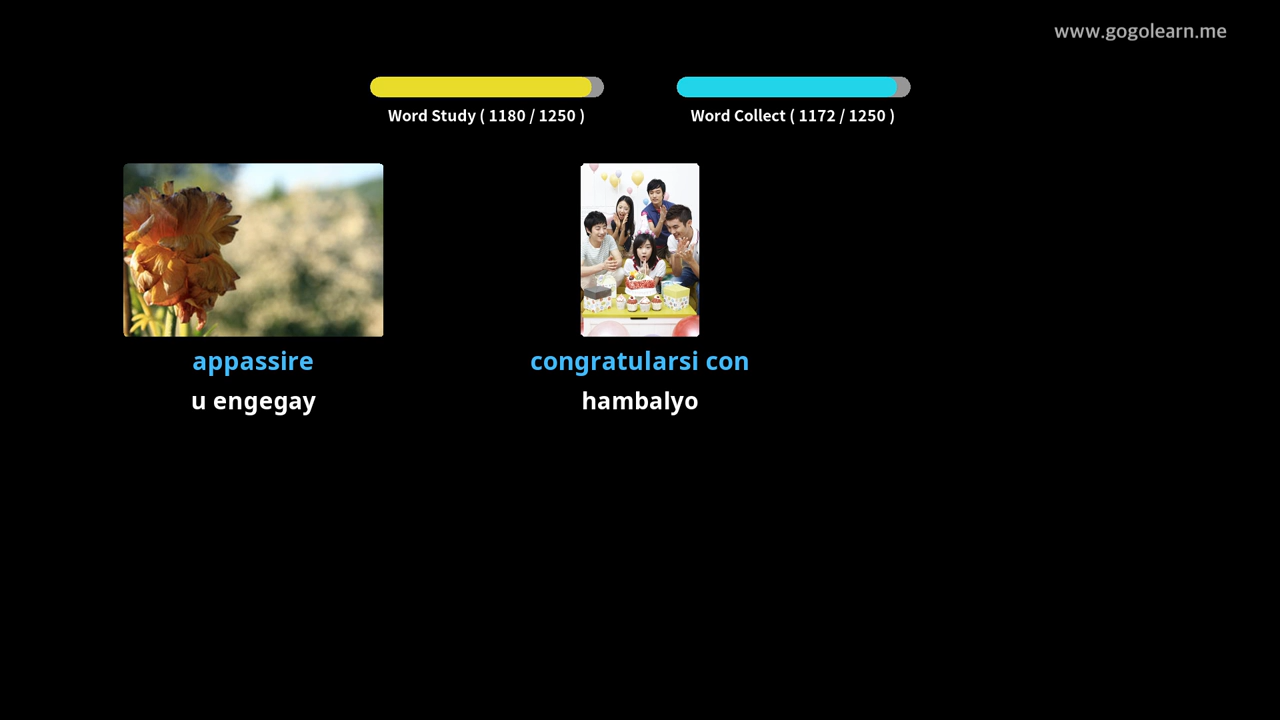 www.gogolearn.me
Word Study ( 1180 / 1250 )
Word Collect ( 1172 / 1250 )
appassire
congratularsi con
u engegay
hambalyo